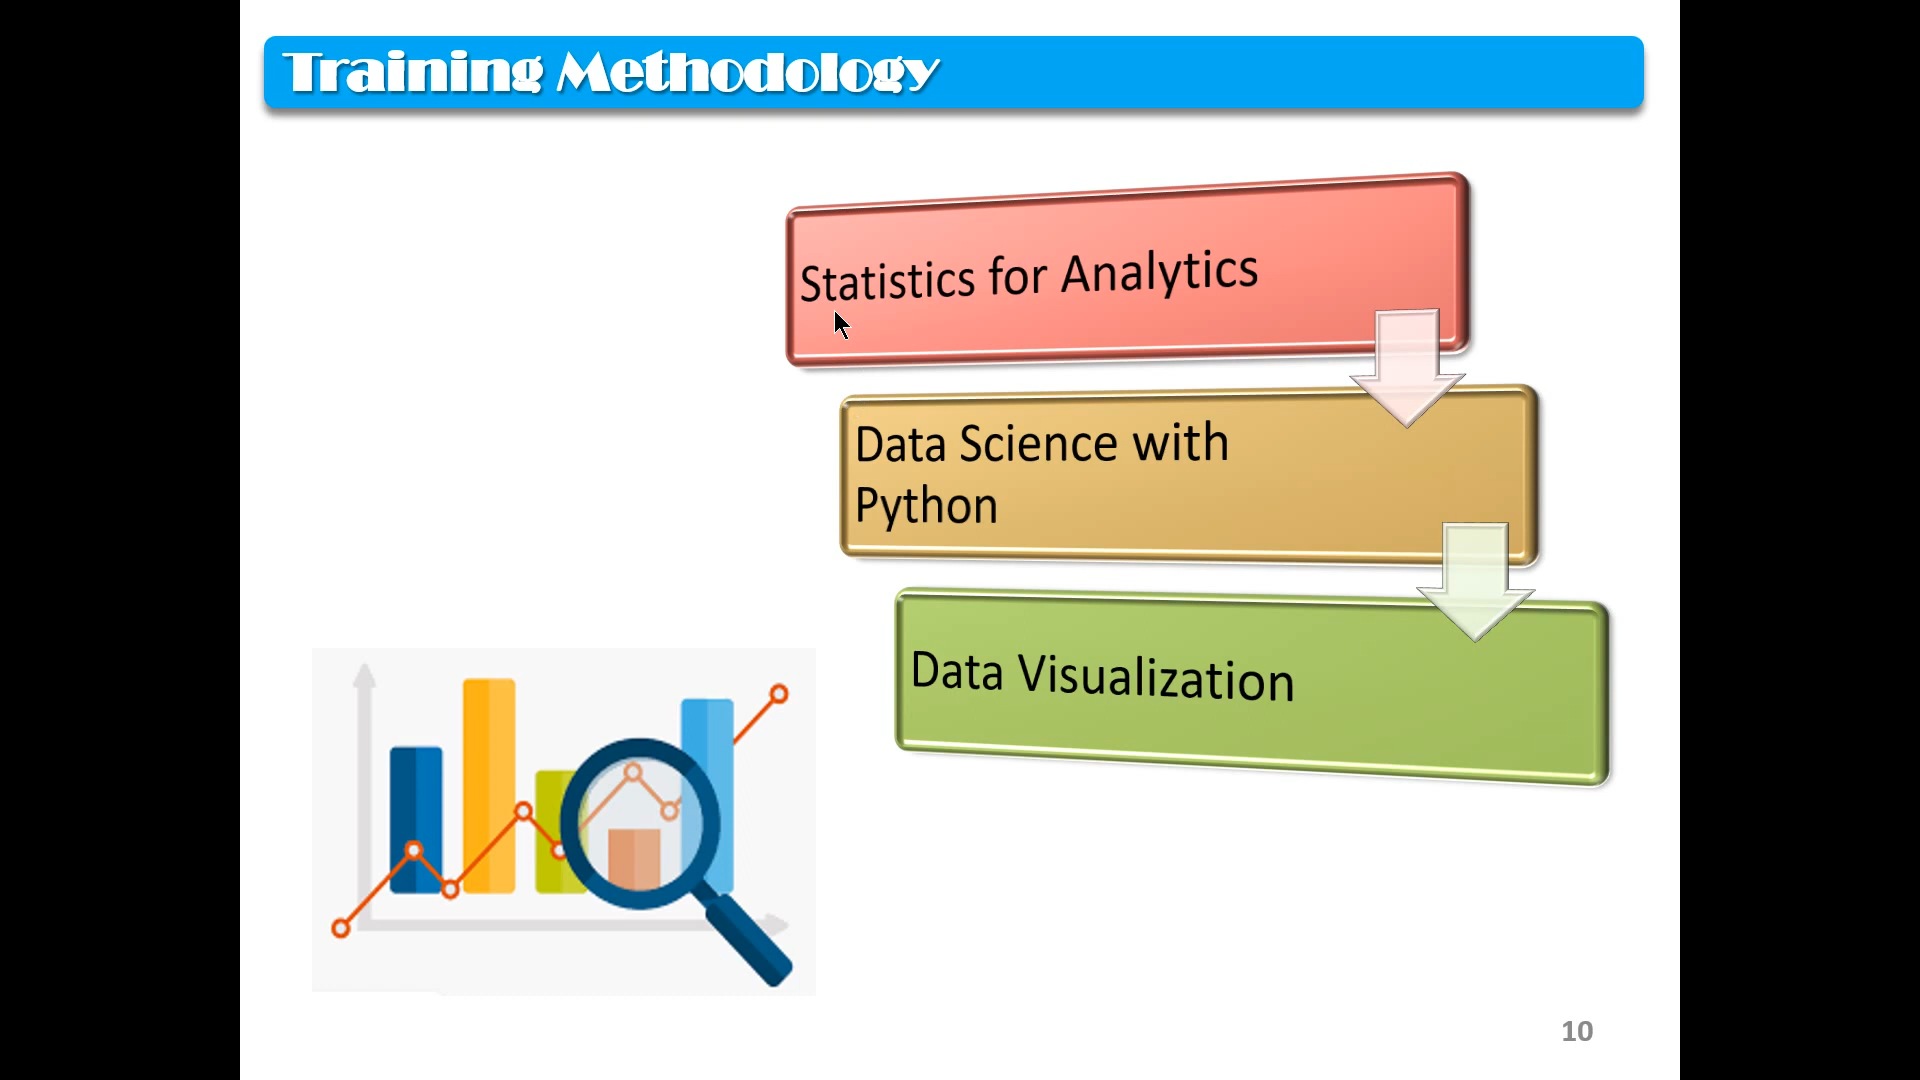 Training Methodology
Statistics for Analytics
Data Science with
Python
Data Visualization
10